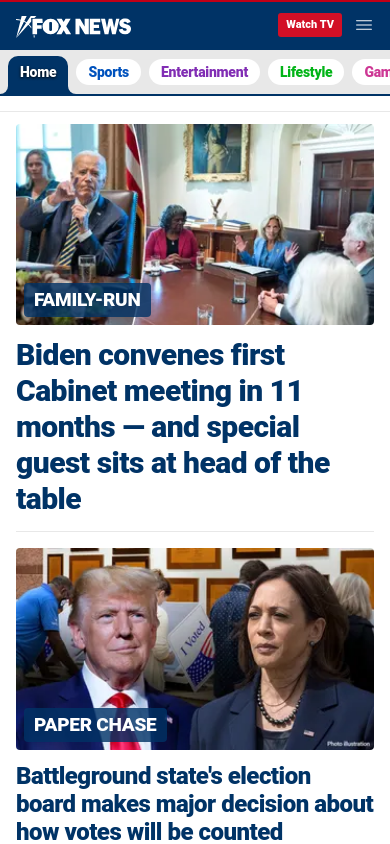 FOX NEWS
Watch TV
Home
Sports
Entertainment
Lifestyle
Gam
FAMILY-RUN
Biden convenes first
Cabinet meeting in 11
months — and special
guest sits at head of the
table
I Voted
PAPER CHASE
Photo Illustration
Battleground state's election
board makes major decision about
how votes will be counted